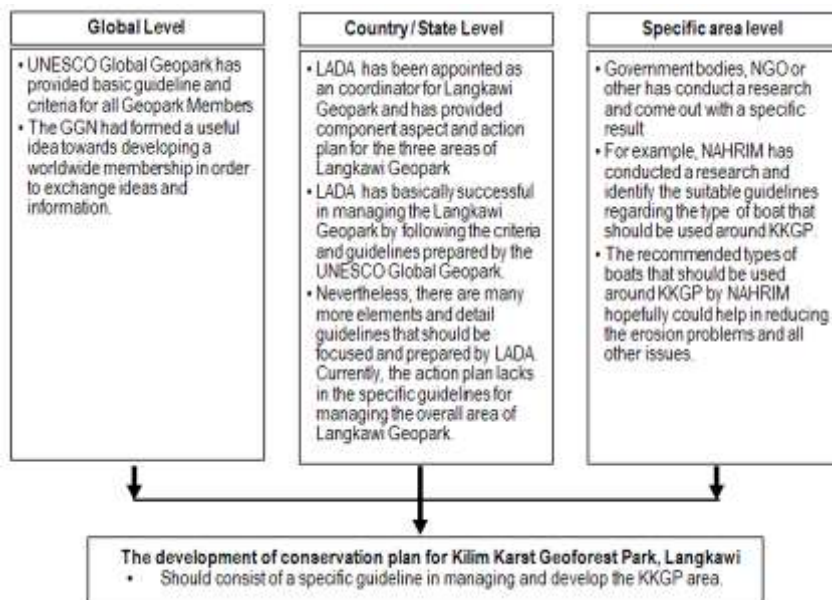 Global Level
• UNESCO Global Geopark has
provided basic guideline and
criteria for all Geopark Members
• The GGN had formed a useful
idea towards developing a
worldwide membership in order
to exchange ideas and
information.
Country/State Level
• LADA has been appointed as
an coordinator for Langkawi
Geopark and has provided
component aspect and action
plan for the three areas of
Langkawi Geopark
• LADA has basically successful
in managing the Langkawi
Geopark by following the criteria
and guidelines prepared by the
UNESCO Global Geopark.
• Nevertheless, there are many
more elements and detail
guidelines that should be
focused and prepared by LADA.
Currently, the action plan lacks
in the specific guidelines for
managing the overall area of
Langkawi Geopark.
Specific area level
• Government bodies, NGO or
other has conduct a research
and come out with a specific
result
• For example, NAHRIM has
conducted a research and
identify the suitable guidelines
regarding the type of boat that
should be used around KKGP.
• The recommended types of
boats that should be used
around KKGP by NAHRIM
hopefully could help in reducing
the erosion problems and all
other issues.
The development of conservation plan for Kilim Karst Geoforest Park, Langkawi
• Should consist of a specific guideline in managing and develop the KKGP area.